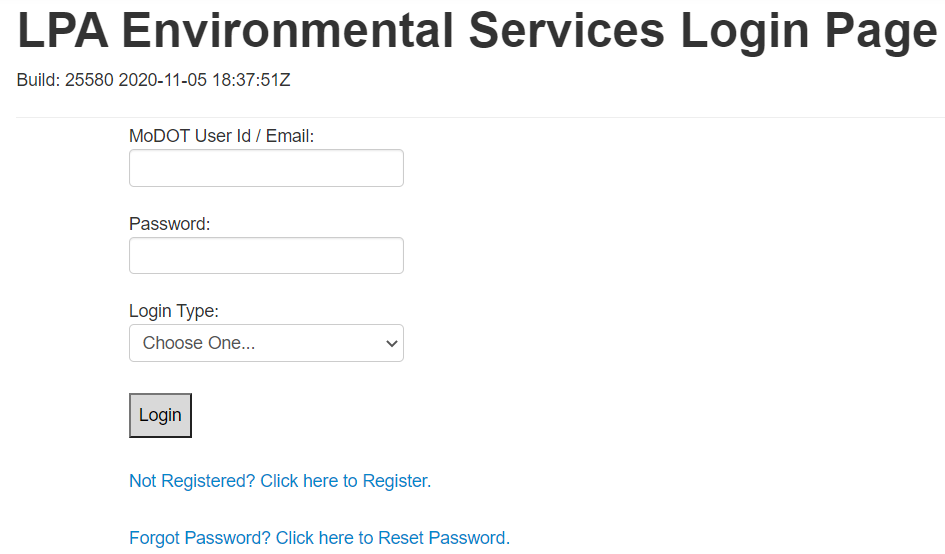 LPA Environmental Services Login Page
Build: 25580 2020-11-05 18:37:51Z
MoDOT User Id / Email:
Password:
Login Type:
Choose One...
Login
Not Registered? Click here to Register.
Forgot Password? Click here to Reset Password.